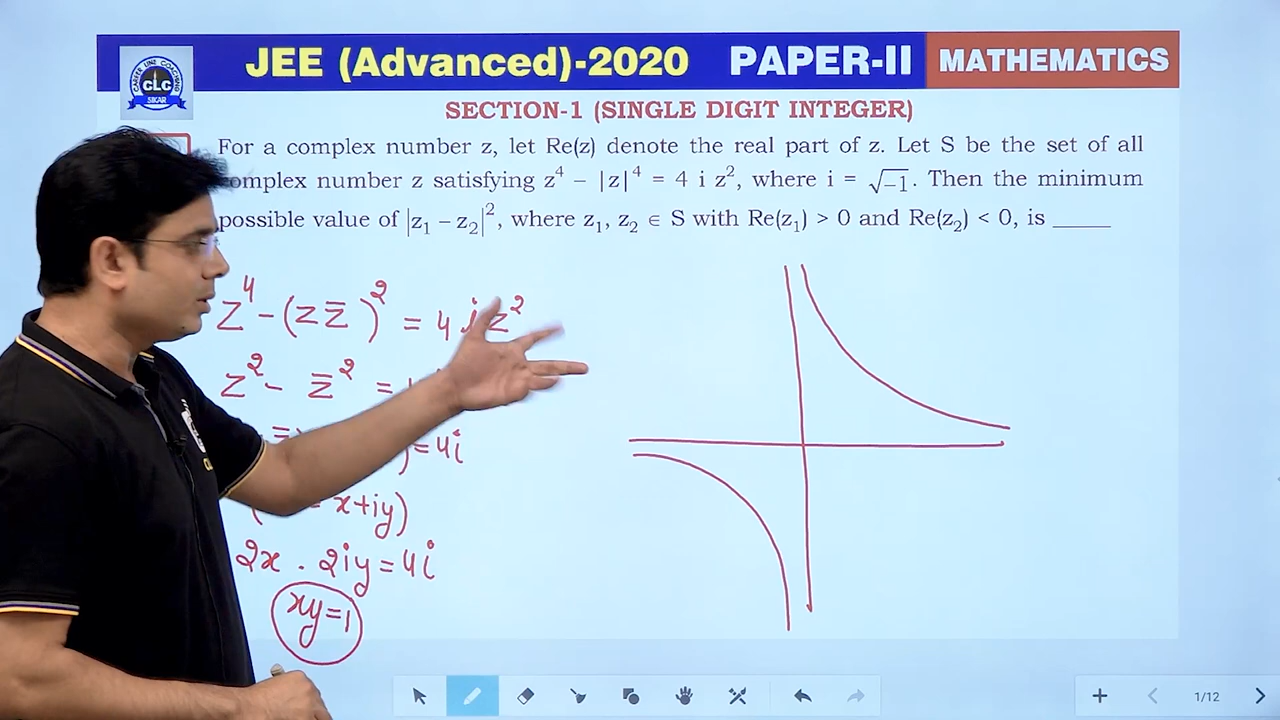 JEE (Advanced)-2020 PAPER-II MATHEMATICS
CLC
SIKAR
SECTION-1 (SINGLE DIGIT INTEGER)
For a complex number z, let Re(z) denote the real part of z. Let S be the set of all
complex number z satisfying z⁴ − |z|⁴ = 4 i z², where i = √−1. Then the minimum
possible value of |z₁ − z₂|², where z₁, z₂ ∈ S with Re(z₁) > 0 and Re(z₂) < 0, is _____
z⁴ − (z z̄)² = 4 i z²
z² − z̄² =
) = 4i
= x+iy)
2x · 2iy = 4i
xy=1
1/12